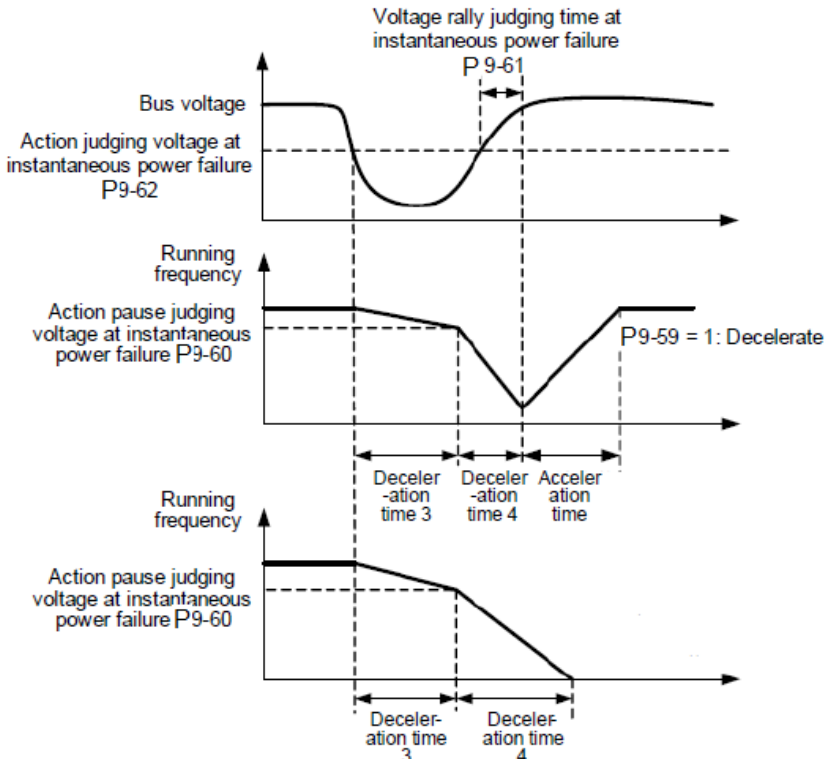 Voltage rally judging time at
instantaneous power failure
P 9-61
Bus voltage
Action judging voltage at
instantaneous power failure
P9-62
Running
frequency
Action pause judging
voltage at instantaneous
power failure P9-60
P9-59 = 1: Decelerate
Deceler
-ation
time 3
Deceler
-ation
time 4
Acceler
ation
time
Running
frequency
Action pause judging
voltage at instantaneous
power failure P9-60
Deceler-
ation time
3
Deceler-
ation time
4